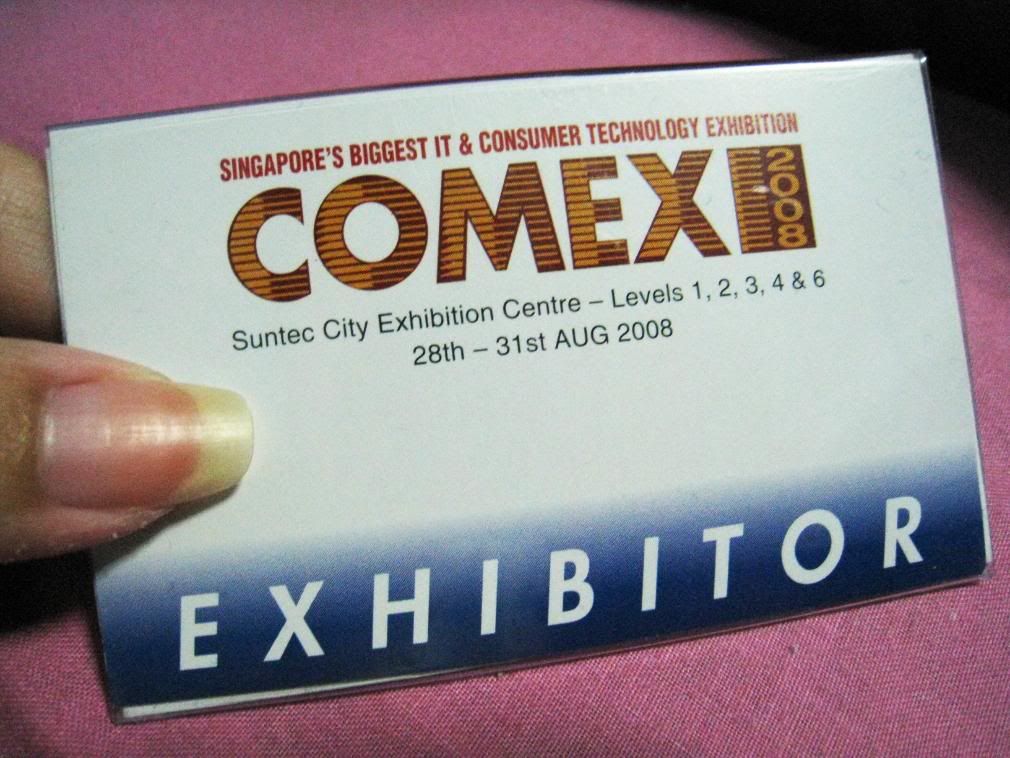 SINGAPORE'S BIGGEST IT & CONSUMER TECHNOLOGY EXHIBITION
COMEX 2008
Suntec City Exhibition Centre – Levels 1, 2, 3, 4 & 6
28th – 31st AUG 2008
EXHIBITOR